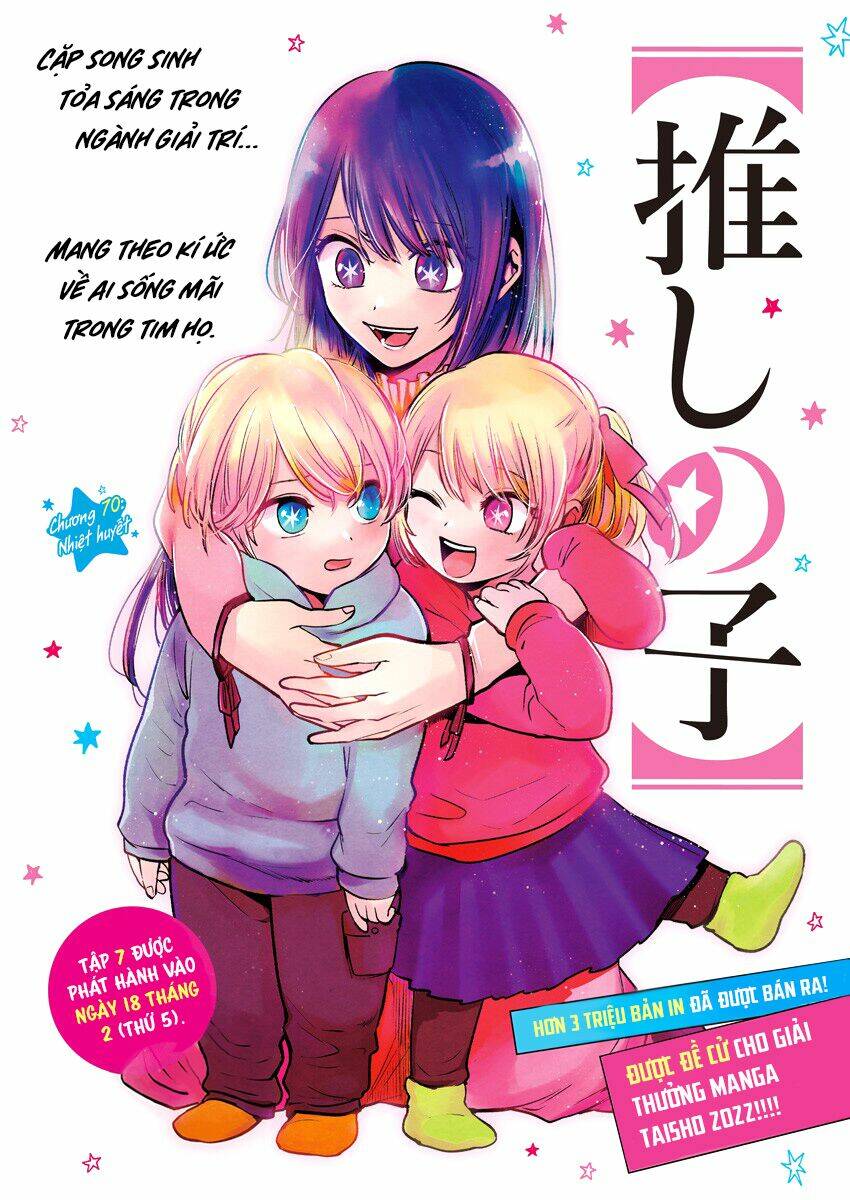 CẶP SONG SINH
TỎA SÁNG TRONG
NGÀNH GIẢI TRÍ...
MANG THEO KÍ ỨC
VỀ AI SỐNG MÃI
TRONG TIM HỌ.
【推しの子】
Chương 70:
Nhiệt huyết
TẬP 7 ĐƯỢC
PHÁT HÀNH VÀO
NGÀY 18 THÁNG
2 (THỨ 5).
HƠN 3 TRIỆU BẢN IN ĐÃ ĐƯỢC BÁN RA!
ĐƯỢC ĐỀ CỬ CHO GIẢI
THƯỞNG MANGA
TAISHO 2022!!!!